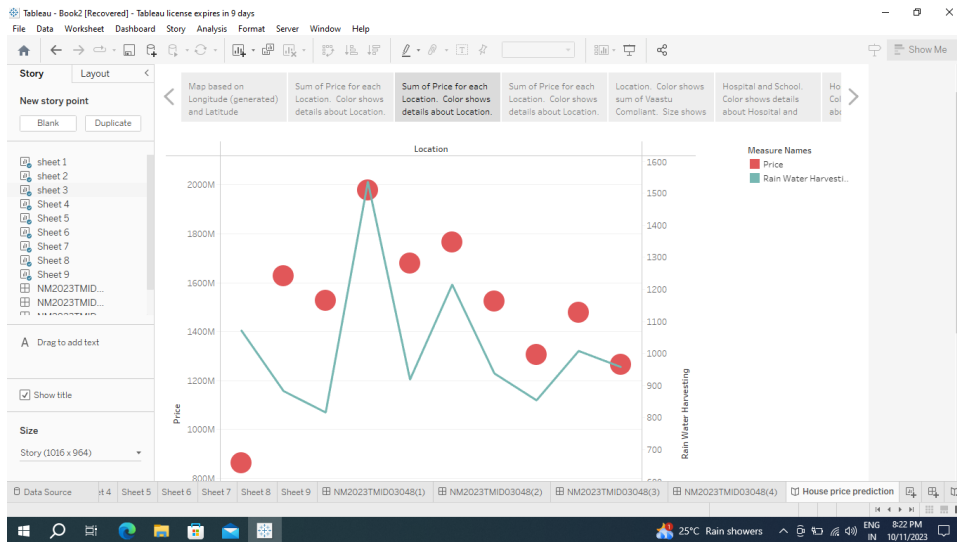 Tableau - Book2 [Recovered] - Tableau license expires in 9 days
File Data Worksheet Dashboard Story Analysis Format Server Window Help
Show Me
Story Layout
New story point
Blank Duplicate
sheet 1
sheet 2
sheet 3
Sheet 4
Sheet 5
Sheet 6
Sheet 7
Sheet 8
Sheet 9
NM2023TMID...
NM2023TMID...
A Drag to add text
Show title
Size
Story (1016 x 964)
Map based on
Longitude (generated)
and Latitude
Sum of Price for each
Location. Color shows
details about Location.
Sum of Price for each
Location. Color shows
details about Location.
Sum of Price for each
Location. Color shows
details about Location.
Location. Color shows
sum of Vaastu
Compliant. Size shows
Hospital and School.
Color shows details
about Hospital and
Location
2000M
1800M
1600M
1400M
1200M
1000M
800M
Price
1600
1500
1400
1300
1200
1100
1000
900
800
700
Rain Water Harvesting
Measure Names
Price
Rain Water Harvesti..
Data Source Sheet 5 Sheet 6 Sheet 7 Sheet 8 Sheet 9 NM2023TMID03048(1) NM2023TMID03048(2) NM2023TMID03048(3) NM2023TMID03048(4) House price prediction
25°C Rain showers
ENG
IN
8:22 PM
10/11/2023